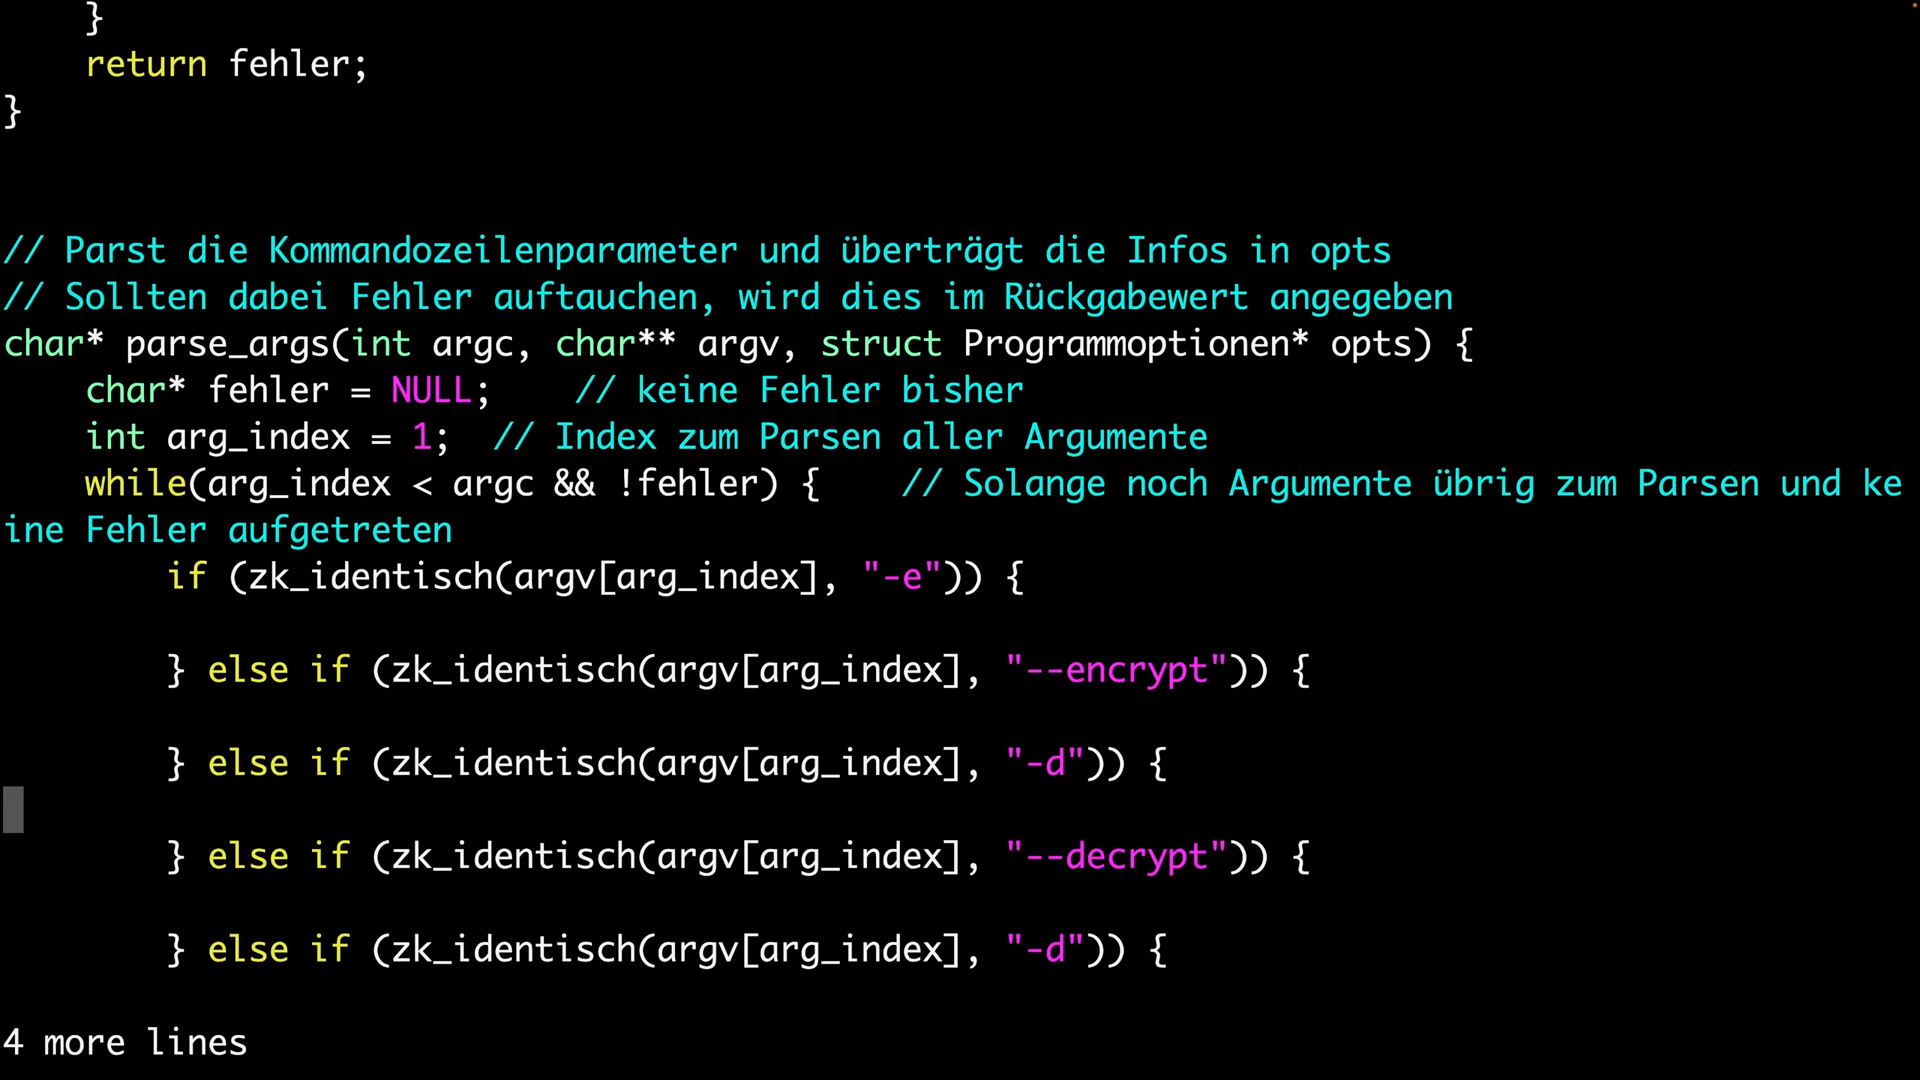 }
    return fehler;
}
// Parst die Kommandozeilenparameter und überträgt die Infos in opts
// Sollten dabei Fehler auftauchen, wird dies im Rückgabewert angegeben
char* parse_args(int argc, char** argv, struct Programmoptionen* opts) {
    char* fehler = NULL;    // keine Fehler bisher
    int arg_index = 1;  // Index zum Parsen aller Argumente
    while(arg_index < argc && !fehler) {    // Solange noch Argumente übrig zum Parsen und ke
ine Fehler aufgetreten
        if (zk_identisch(argv[arg_index], "-e")) {
        } else if (zk_identisch(argv[arg_index], "--encrypt")) {
        } else if (zk_identisch(argv[arg_index], "-d")) {
        } else if (zk_identisch(argv[arg_index], "--decrypt")) {
        } else if (zk_identisch(argv[arg_index], "-d")) {
4 more lines